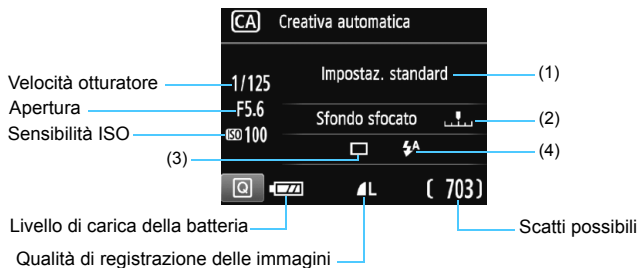 CA Creativa automatica
Velocità otturatore
1/125
Impostaz. standard
(1)
Apertura
F5.6
Sfondo sfocato
(2)
Sensibilità ISO
ISO 100
(3)
A
(4)
Q
L
( 703)
Livello di carica della batteria
Scatti possibili
Qualità di registrazione delle immagini